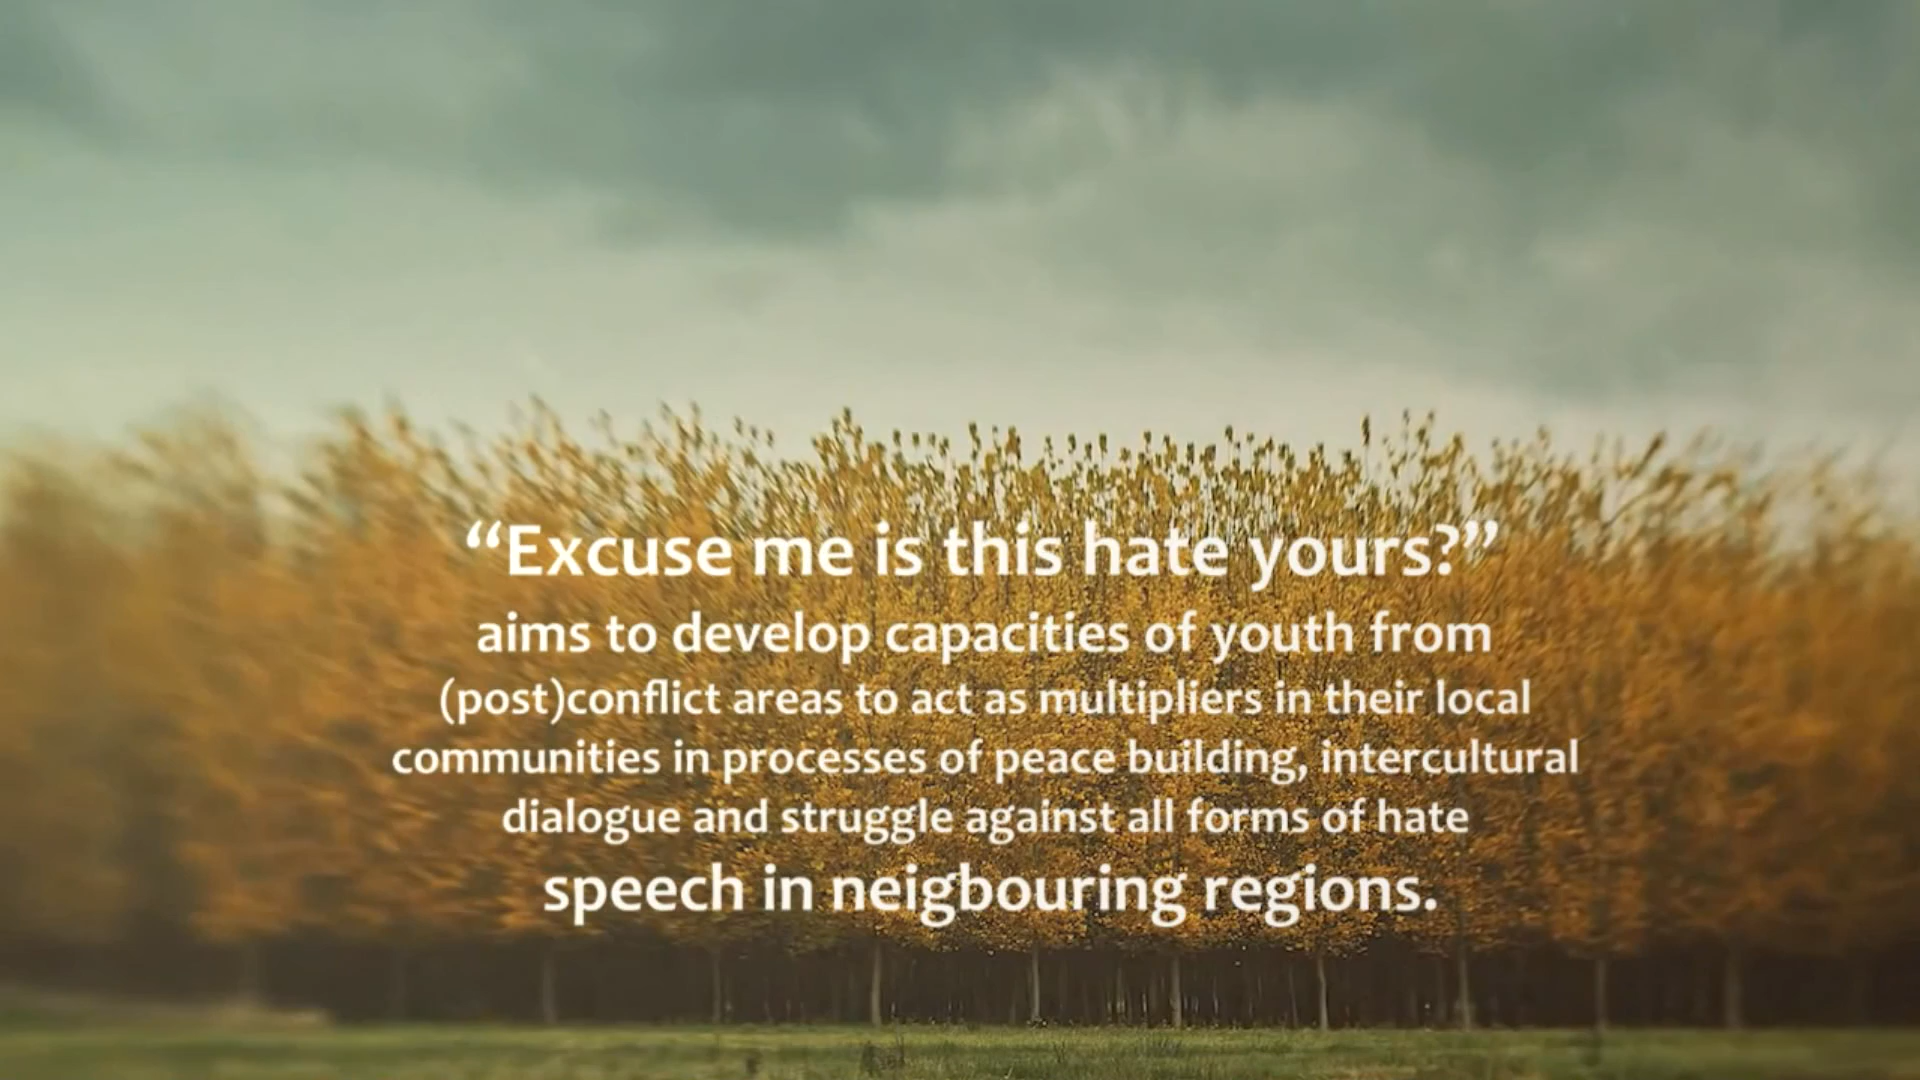 “Excuse me is this hate yours?”
aims to develop capacities of youth from
(post)conflict areas to act as multipliers in their local
communities in processes of peace building, intercultural
dialogue and struggle against all forms of hate
speech in neigbouring regions.